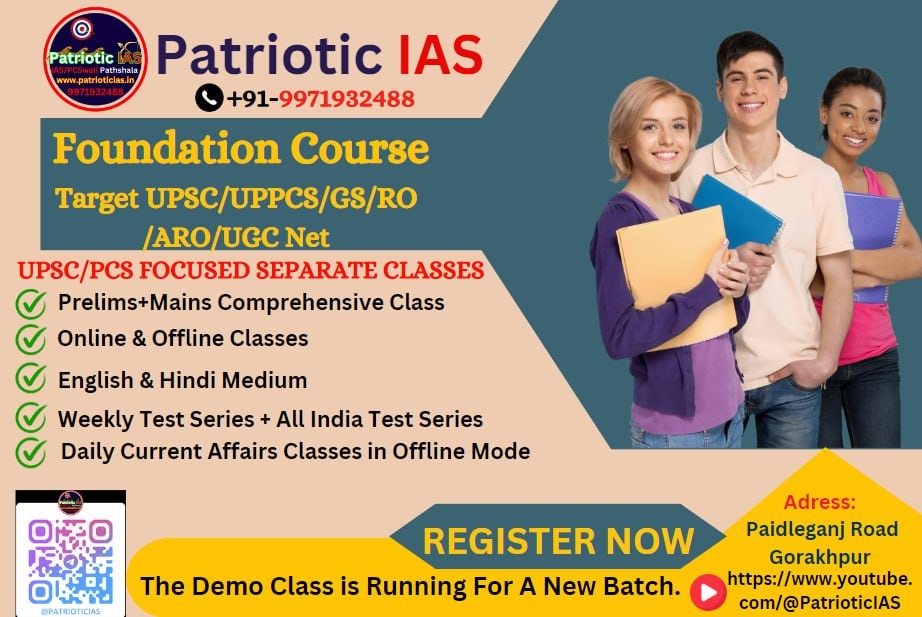 Patriotic IAS
IAS/PCSwali Pathshala
www.patrioticias.in
9971932488
Patriotic IAS
+91-9971932488
Foundation Course
Target UPSC/UPPCS/GS/RO
/ARO/UGC Net
UPSC/PCS FOCUSED SEPARATE CLASSES
Prelims+Mains Comprehensive Class
Online & Offline Classes
English & Hindi Medium
Weekly Test Series + All India Test Series
Daily Current Affairs Classes in Offline Mode
Patriotic IAS
@PATRIOTICIAS
REGISTER NOW
The Demo Class is Running For A New Batch.
Adress:
Paidleganj Road
Gorakhpur
https://www.youtube.
com/@PatrioticIAS